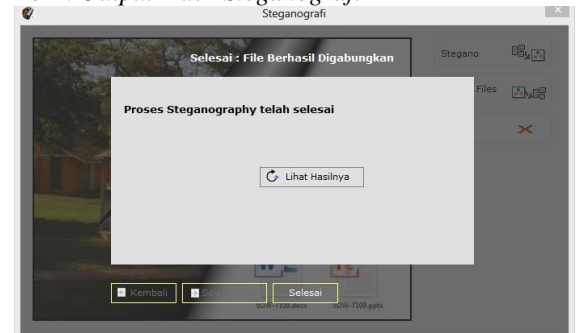 Steganografi
Selesai : File Berhasil Digabungkan
Stegano
Files
Proses Steganography telah selesai
Lihat Hasilnya
Kembali
Se
Selesai
SOW-T109.docx
SOW-T109.pptx